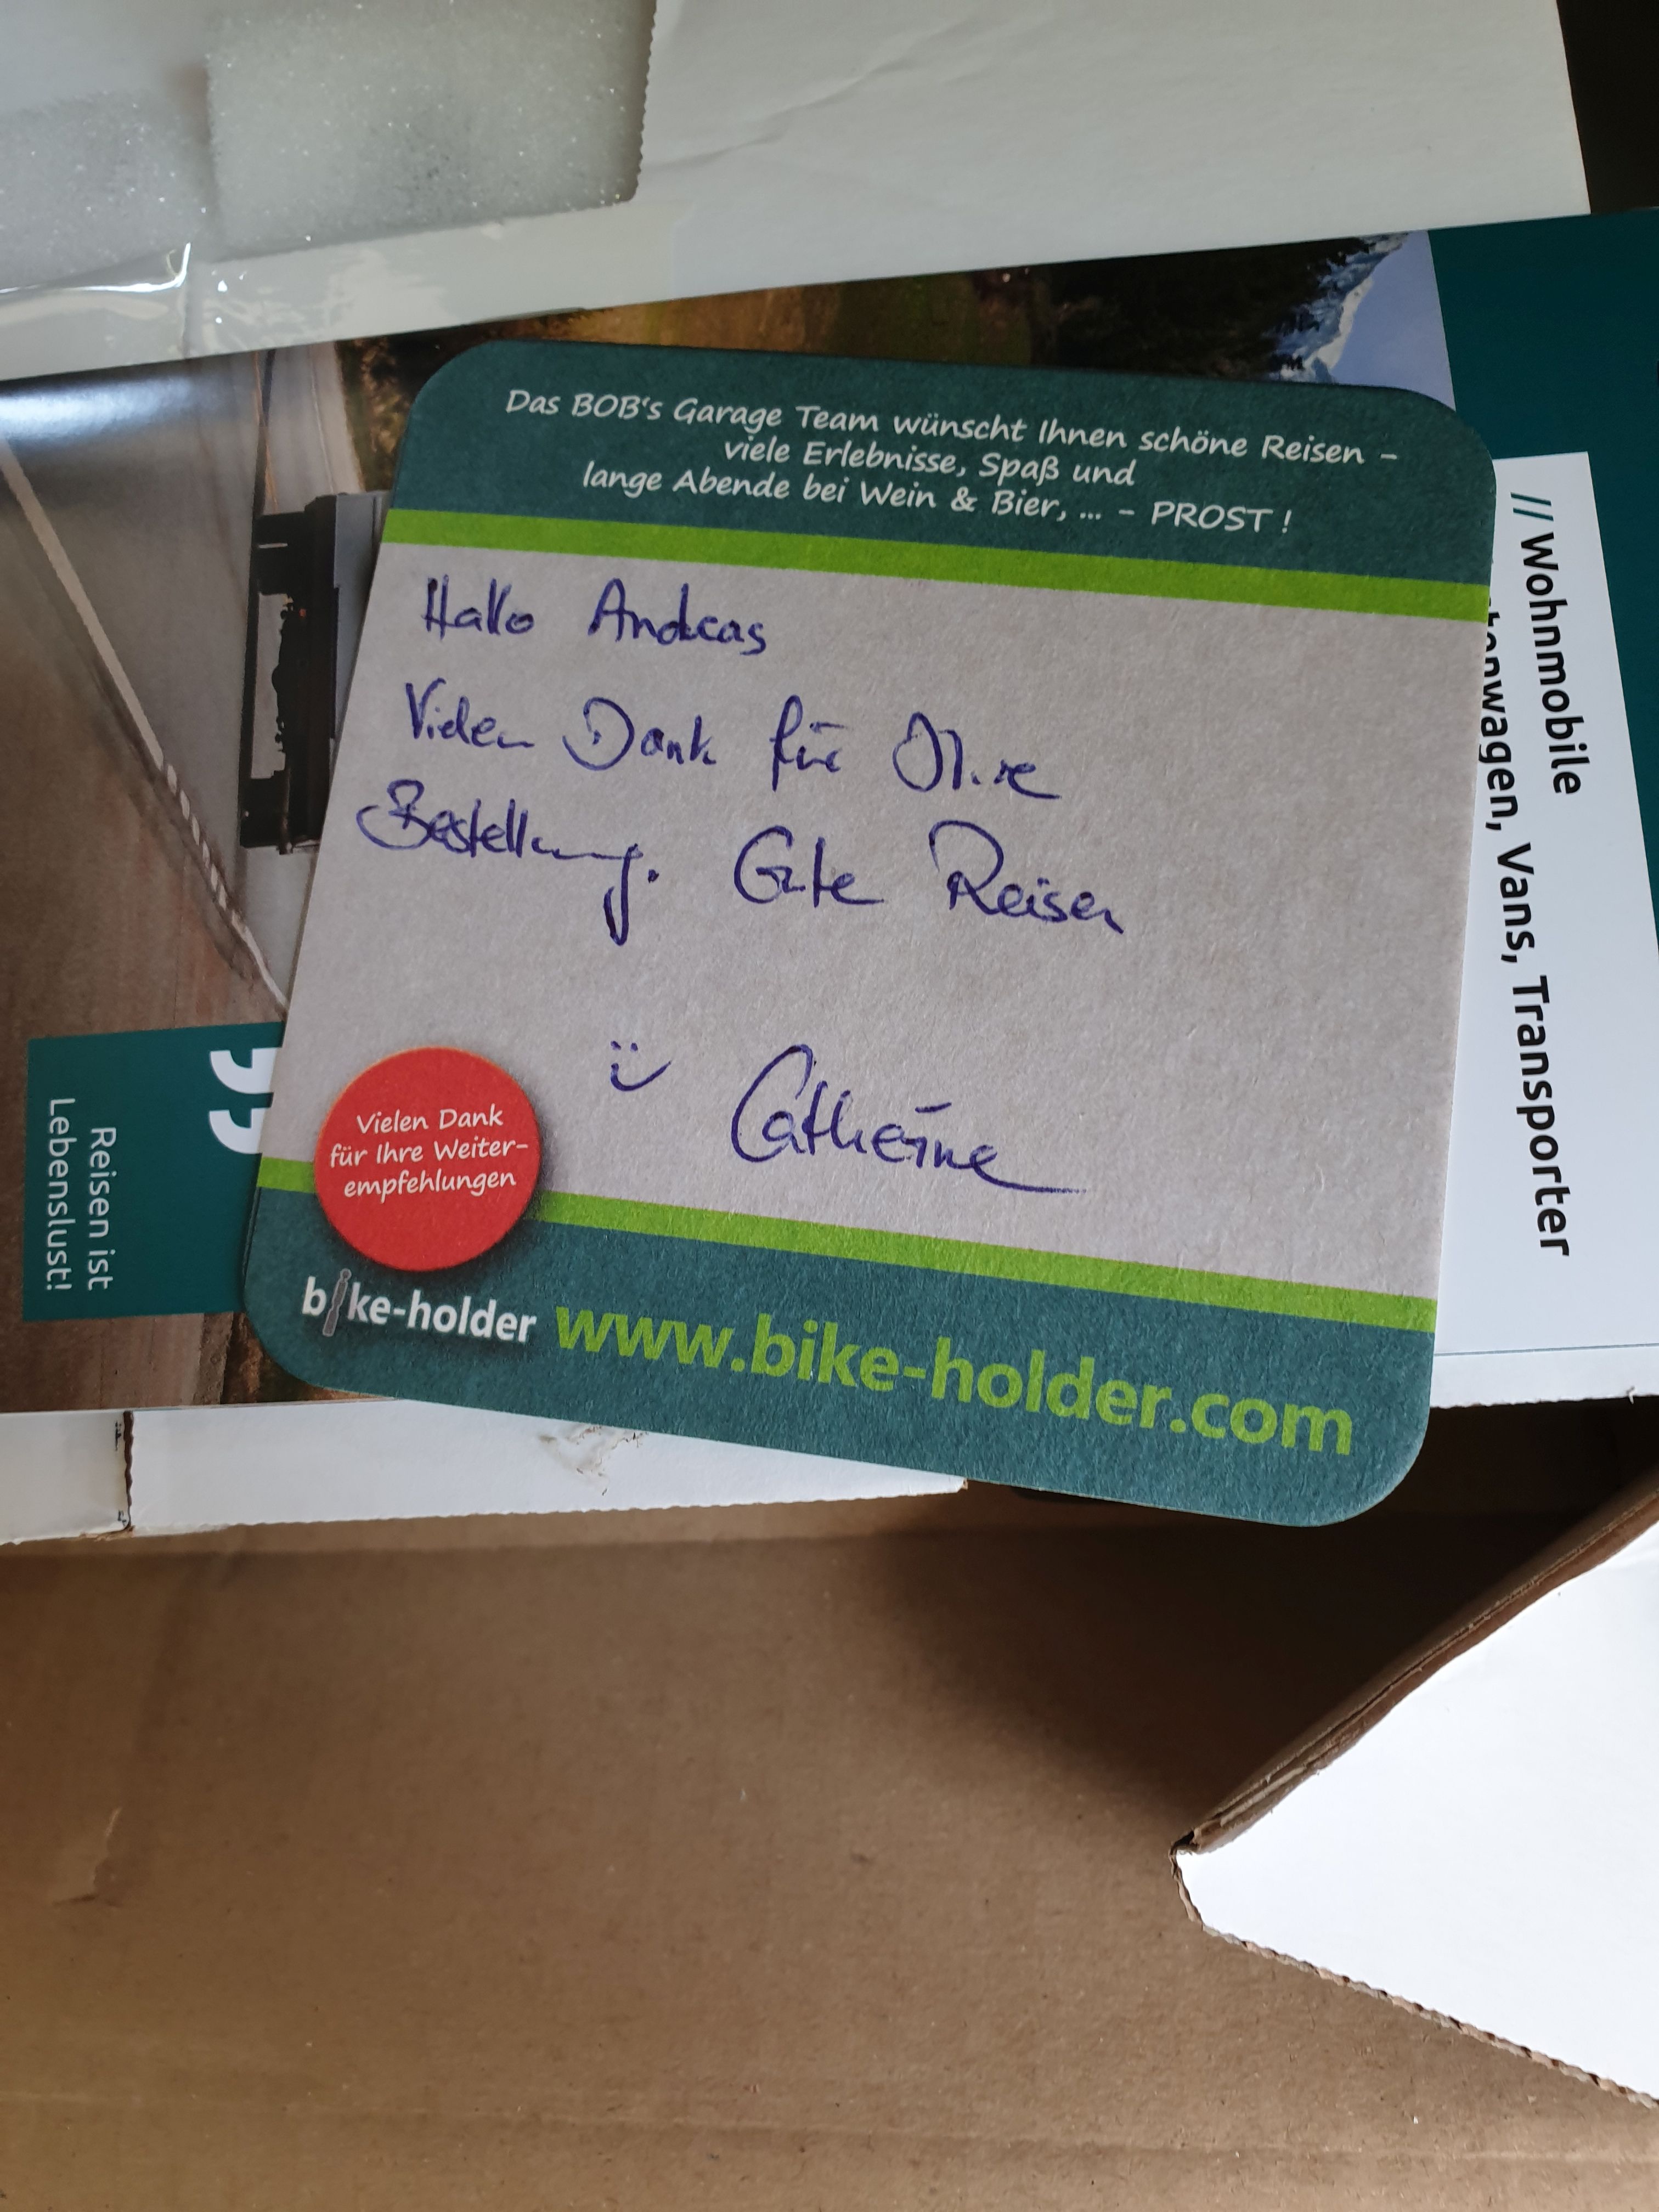 Das BOB's Garage Team wünscht Ihnen schöne Reisen -
viele Erlebnisse, Spaß und
lange Abende bei Wein & Bier, ... - PROST !
Hallo Andreas
Vielen Dank für Ihre
Bestellung. Gute Reisen
Catherine
Vielen Dank
für Ihre Weiter-
empfehlungen
bike-holder
www.bike-holder.com
// Wohnmobile
Vans, Transporter
„
Reisen ist
Lebenslust!